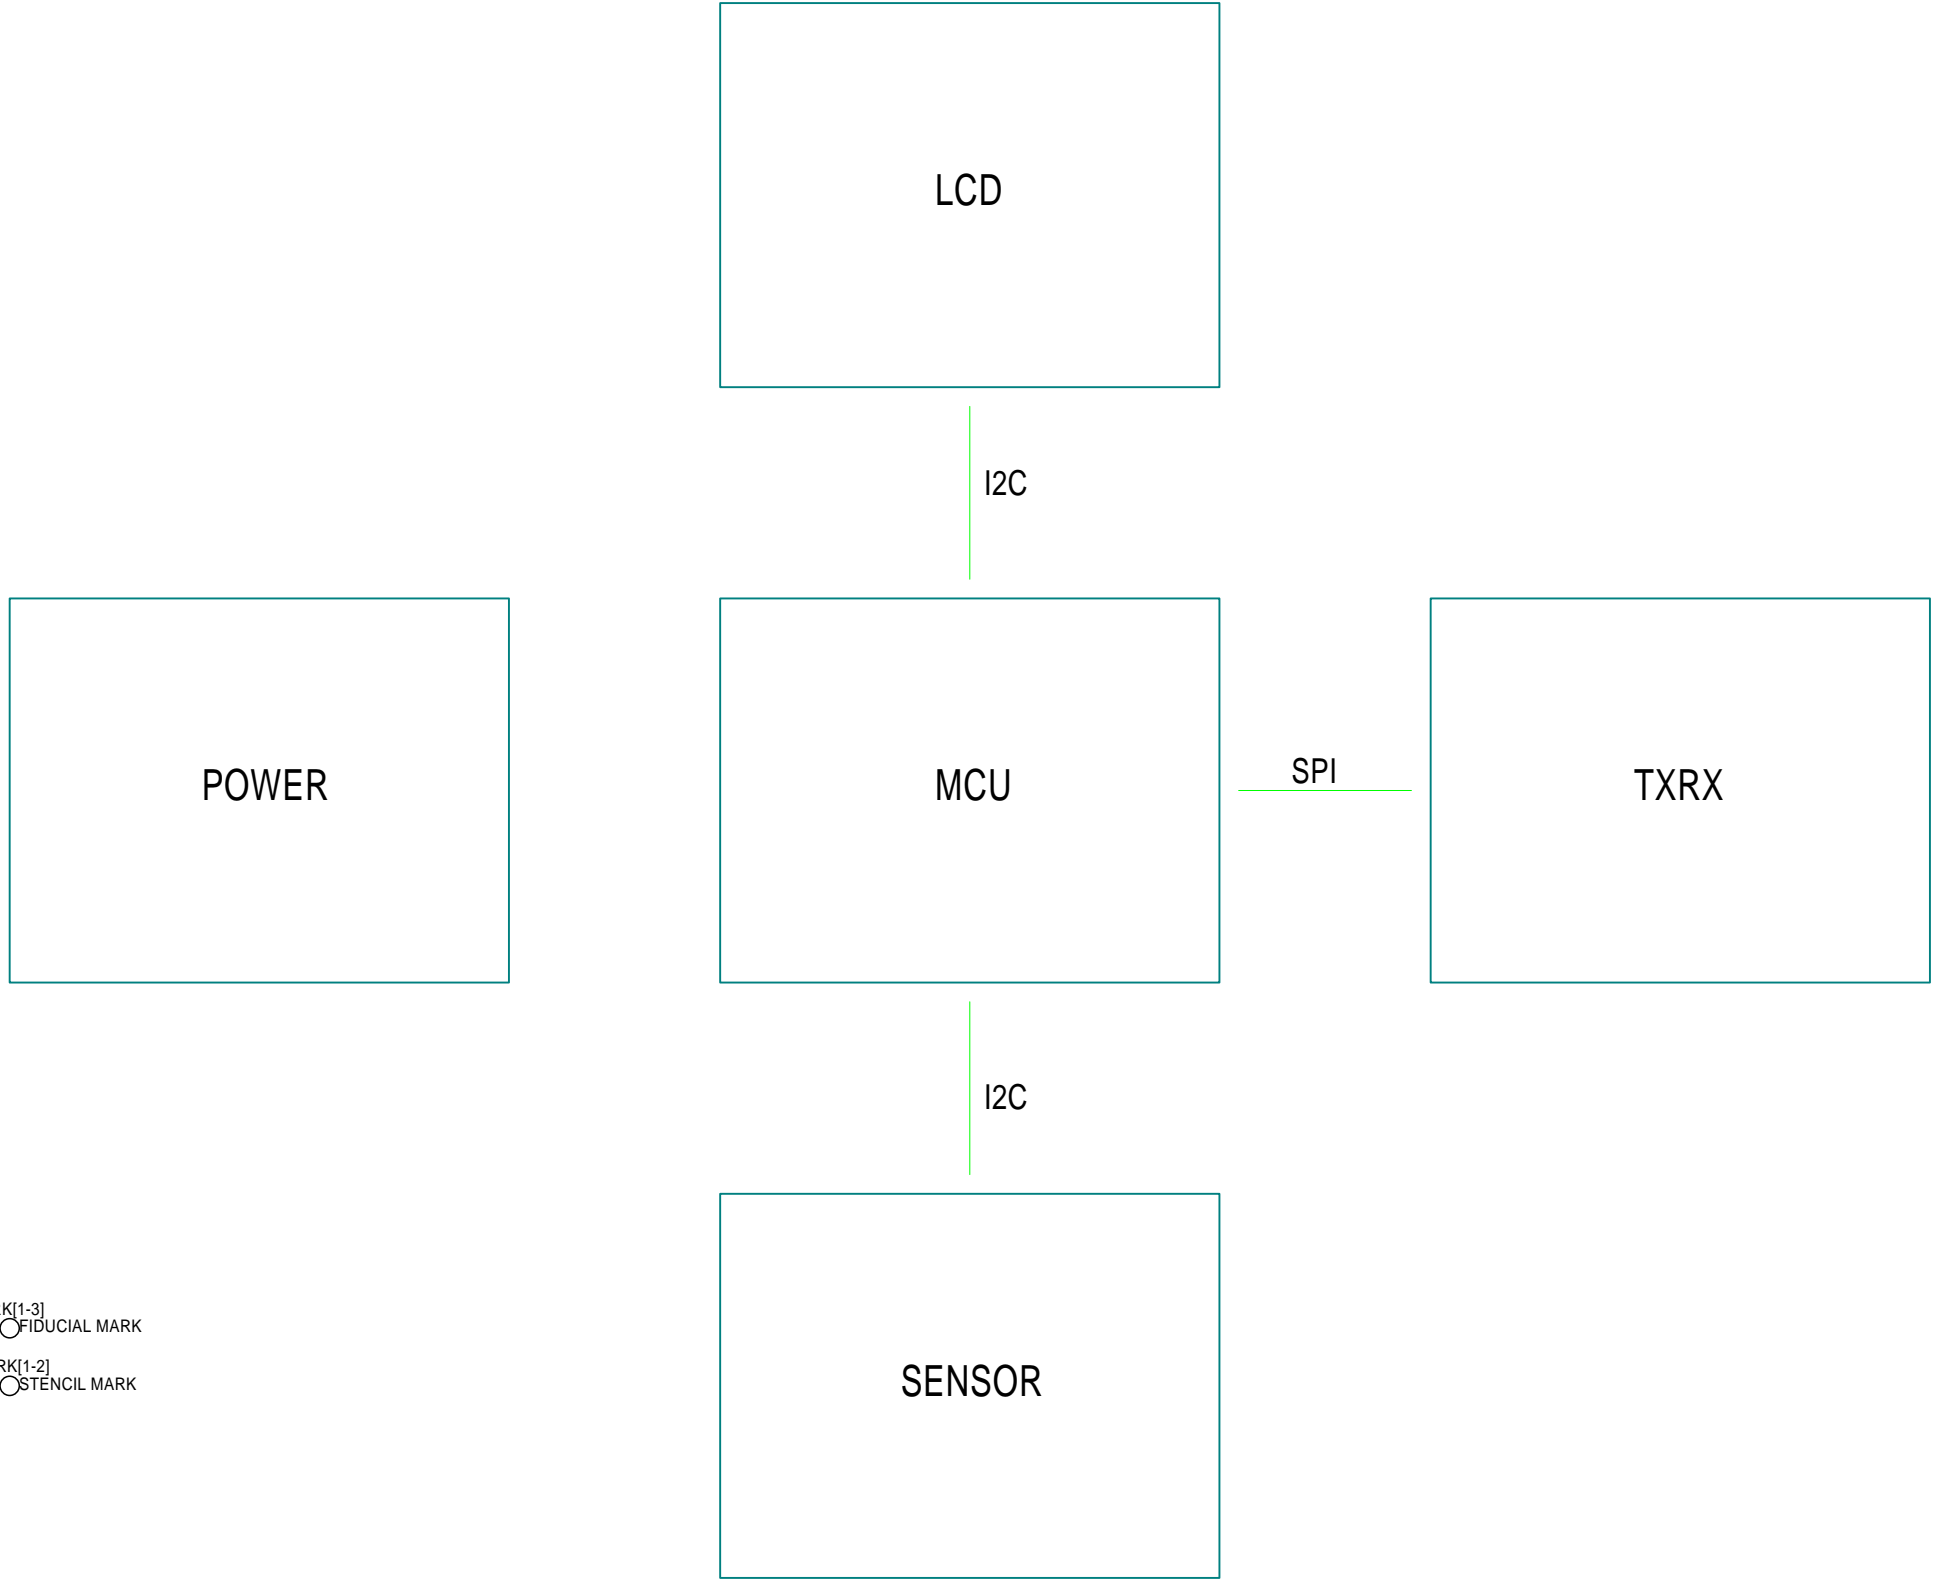 LCD
I2C
POWER
MCU
SPI
TXRX
I2C
K[1-3]
FIDUCIAL MARK
RK[1-2]
STENCIL MARK
SENSOR